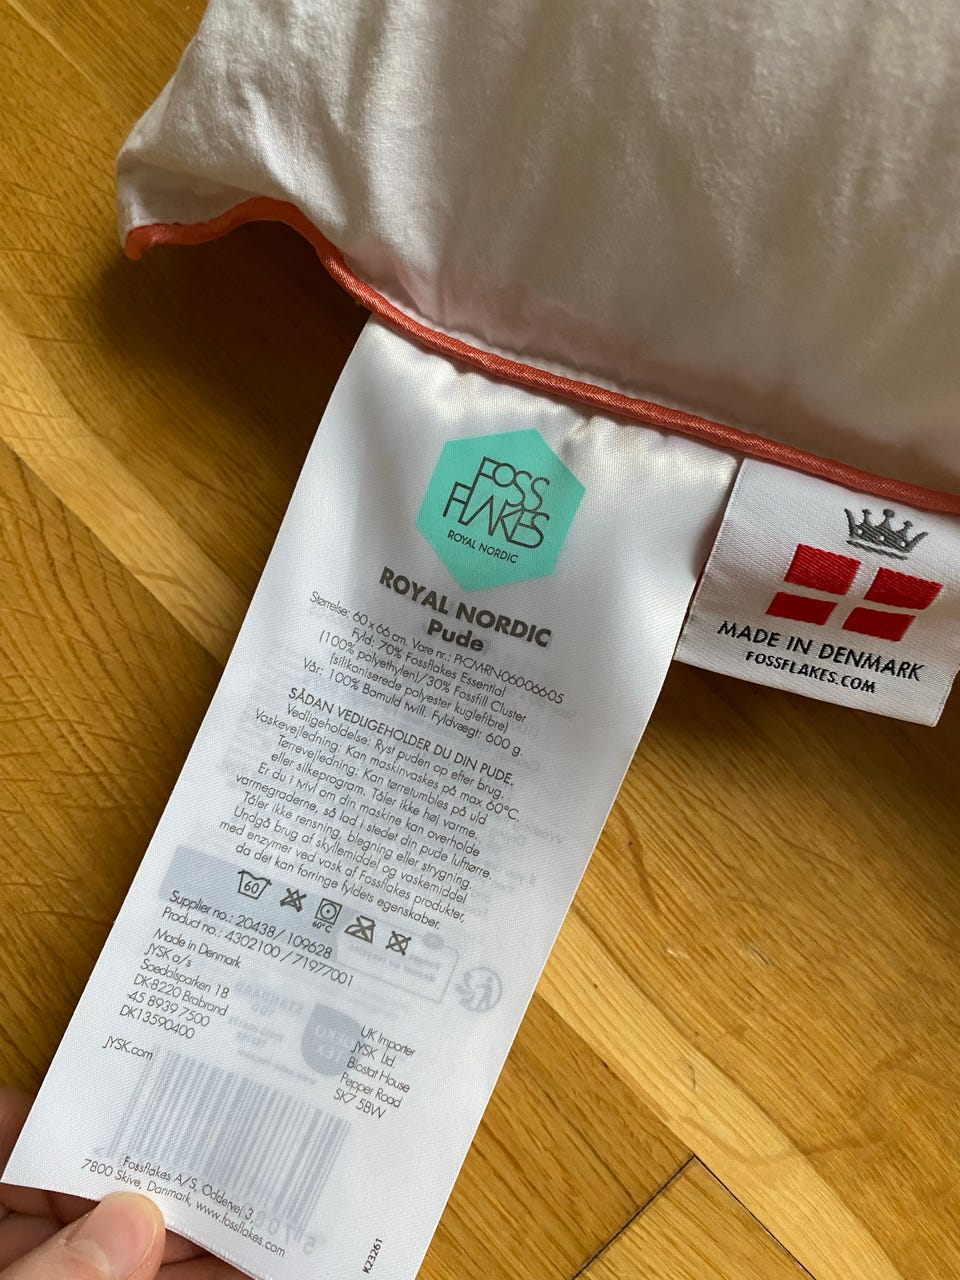 FOSS
FLAKES
ROYAL NORDIC
ROYAL NORDIC
Pude
Størrelse: 60 x 66 cm. Vare nr.: PICM-RN-060066-05
Fyld: 70% Fossflakes Essential
(100% polyethylen)/30% Fossfill Cluster
(silikoniserede polyester kuglefibre)
Vår: 100% Bomuld twill. Fyldvægt: 600 g.
SÅDAN VEDLIGEHOLDER DU DIN PUDE.
Vedligeholdelse: Ryst puden op efter brug.
Vaskevejledning: Kan maskinvaskes på max 60°C.
Tørrevejledning: Kan tørretumbles på uld
eller silkeprogram. Tåler ikke høj varme.
Er du i tvivl om din maskine kan overholde
varmegraderne, så lad i stedet din pude lufttørre.
Tåler ikke rensning, blegning eller strygning.
Undgå brug af skyllemiddel og vaskemiddel
med enzymer ved vask af Fossflakes produkter,
da det kan forringe fyldets egenskaber.
60
60°C
Supplier no.: 20438/ 109628
Product no.: 4302100 / 71977001
Made in Denmark
JYSK a/s
Soedalsparken 18
DK-8220 Brabrand
45 8939 7500
DK13590400
JYSK.com
UK Importer
JYSK Ltd.
Biostat House
Pepper Road
SK7 5BW
Fossflakes A/S, Oddervej 3,
7800 Skive, Danmark, www.fossflakes.com
K23261
MADE IN DENMARK
FOSSFLAKES.COM